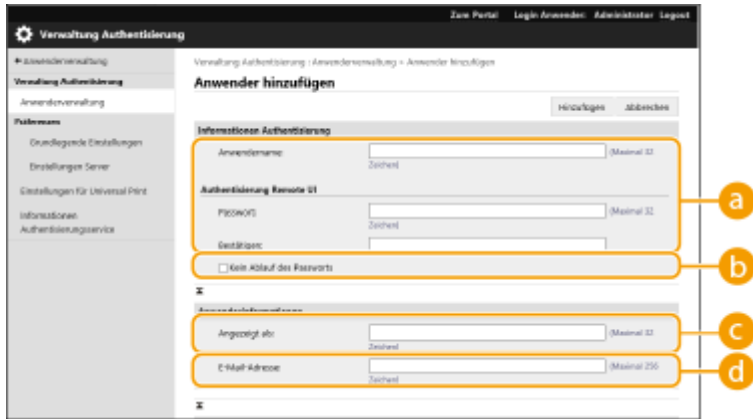 Zum Portal Login Anwender: Administrator Logout
Verwaltung Authentisierung
Anwenderverwaltung
Verwaltung Authentisierung
Anwenderverwaltung
Präferenzen
Grundlegende Einstellungen
Einstellungen Server
Einstellungen für Universal Print
Informationen
Authentisierungsservice
Verwaltung Authentisierung : Anwenderverwaltung > Anwender hinzufügen
Anwender hinzufügen
Hinzufügen Abbrechen
Informationen Authentisierung
Anwendername: (Maximal 32
Zeichen)
Authentisierung Remote UI
Passwort: (Maximal 32
Zeichen)
Bestätigen:
a
Kein Ablauf des Passworts
b
Anwenderinformationen
Angezeigt als: (Maximal 32
Zeichen)
c
E-Mail-Adresse: (Maximal 256
Zeichen)
d